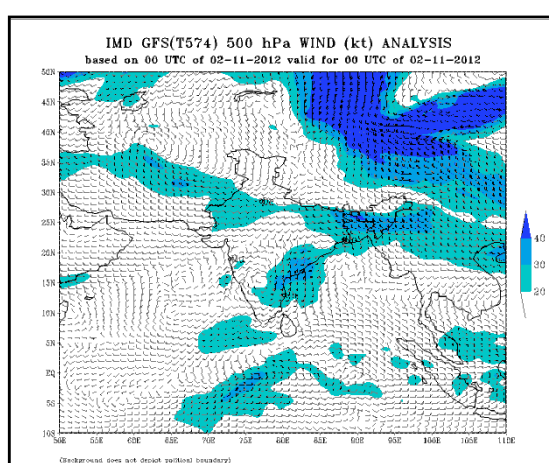 IMD GFS(T574) 500 hPa WIND (kt) ANALYSIS
based on 00 UTC of 02-11-2012 valid for 00 UTC of 02-11-2012
50N
45N
40N
35N
30N
25N
20N
15N
10N
5N
EQ
5S
10S
50E 55E 60E 65E 70E 75E 80E 85E 90E 95E 100E 105E 110E
40
30
20
(Background does not depict political boundary)